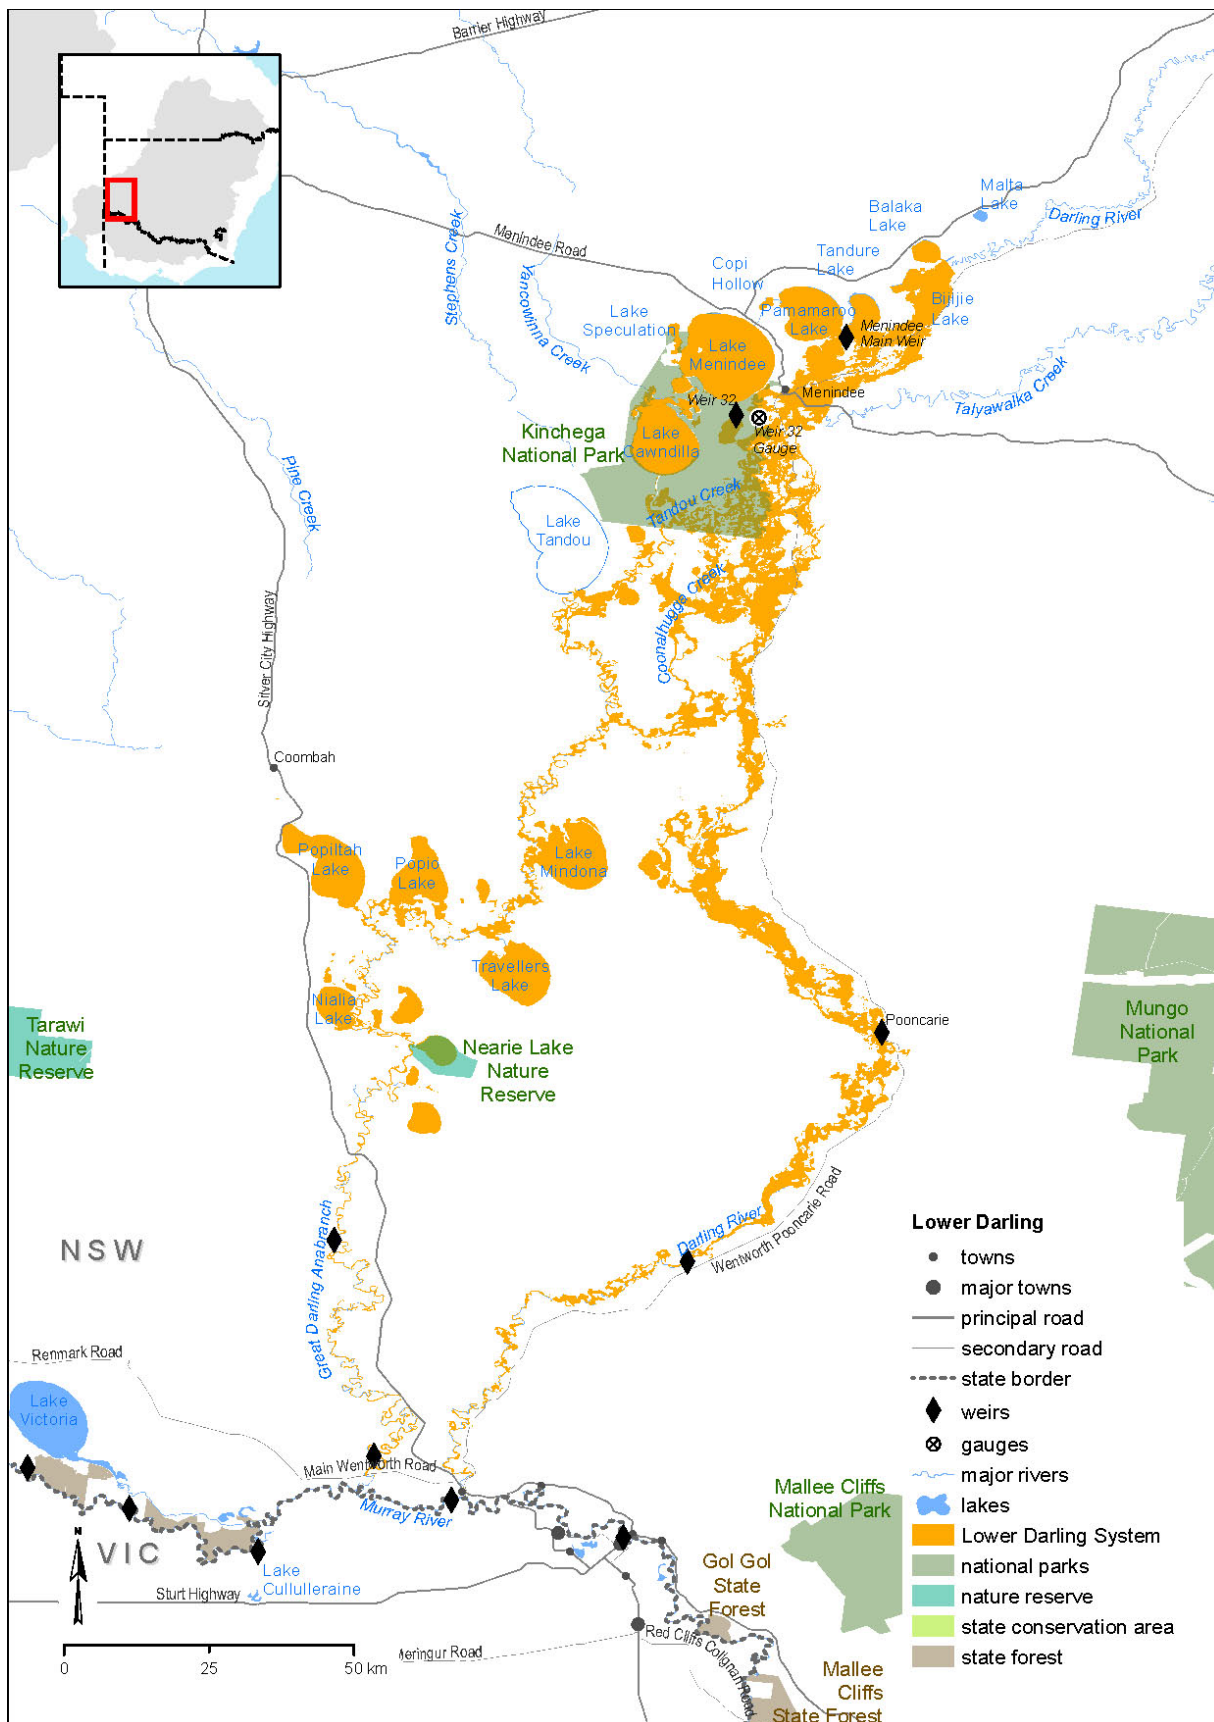 Barrier Highway
Malta
Lake
Balaka
Lake
Darling River
Tandure
Lake
Menindee Road
Stephens Creek
Yancowinna Creek
Copi
Hollow
Pamamaroo
Lake
Bijijie
Lake
Lake
Speculation
Menindee
Main Weir
Lake
Menindee
Menindee
Talyawalka Creek
Weir 32
Weir 32
Gauge
Kinchega
National Park
Lake
Cawndilla
Pine Creek
Tandou Creek
Lake
Tandou
Coonalhugga Creek
Silver City Highway
Coombah
Popiltah
Lake
Popio
Lake
Lake
Mindona
Travellers
Lake
Nialia
Lake
Tarawi
Nature
Reserve
Nearie Lake
Nature
Reserve
Pooncarie
Mungo
National
Park
Great Darling Anabranch
Darling River
Wentworth Pooncarie Road
NSW
Renmark Road
Lake
Victoria
Main Wentworth Road
Murray River
VIC
N
Lake
Cullulleraine
Sturt Highway
Mallee Cliffs
National Park
Gol Gol
State
Forest
Red Cliffs Colignan Road
Meringur Road
Mallee
Cliffs
State Forest
0 25 50 km
Lower Darling
towns
major towns
principal road
secondary road
state border
weirs
gauges
major rivers
lakes
Lower Darling System
national parks
nature reserve
state conservation area
state forest